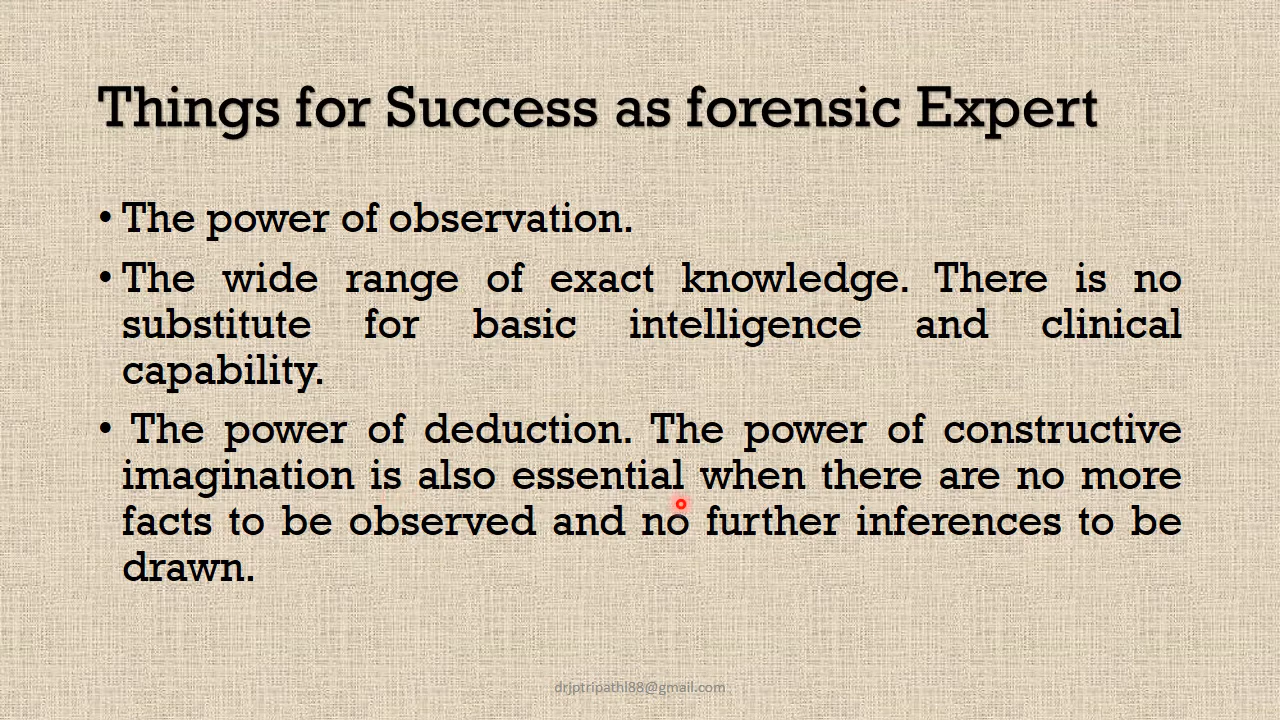 Things for Success as forensic Expert
• The power of observation.
• The wide range of exact knowledge. There is no
substitute for basic intelligence and clinical
capability.
• The power of deduction. The power of constructive
imagination is also essential when there are no more
facts to be observed and no further inferences to be
drawn.
drjptripathi88@gmail.com